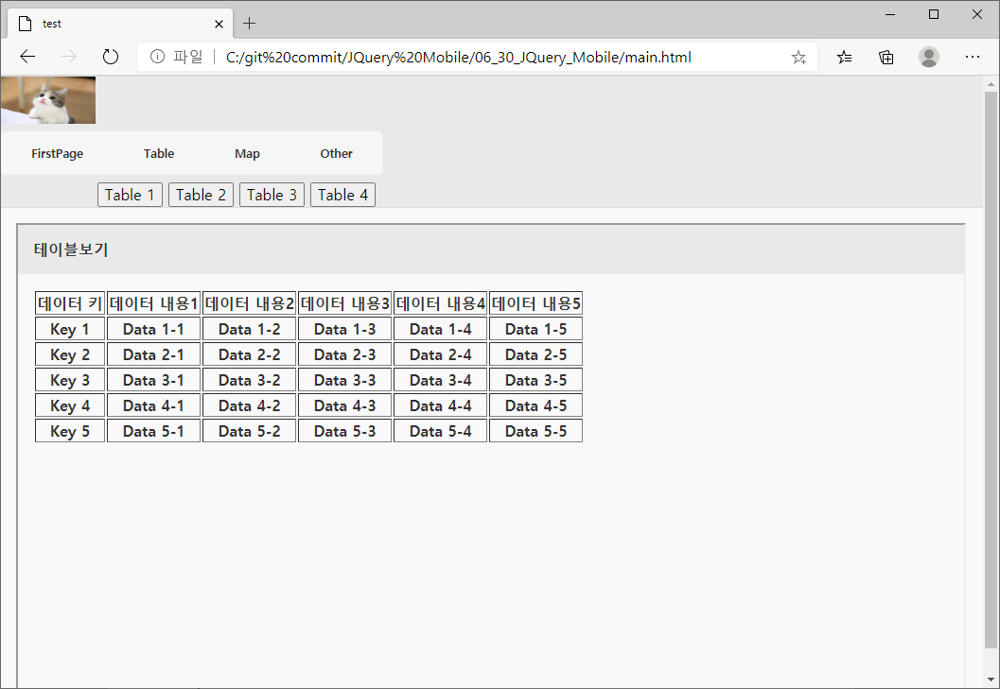 test
파일 C:/git%20commit/JQuery%20Mobile/06_30_JQuery_Mobile/main.html
FirstPage Table Map Other
Table 1 Table 2 Table 3 Table 4
테이블보기
데이터 키 데이터 내용1 데이터 내용2 데이터 내용3 데이터 내용4 데이터 내용5
Key 1 Data 1-1 Data 1-2 Data 1-3 Data 1-4 Data 1-5
Key 2 Data 2-1 Data 2-2 Data 2-3 Data 2-4 Data 2-5
Key 3 Data 3-1 Data 3-2 Data 3-3 Data 3-4 Data 3-5
Key 4 Data 4-1 Data 4-2 Data 4-3 Data 4-4 Data 4-5
Key 5 Data 5-1 Data 5-2 Data 5-3 Data 5-4 Data 5-5